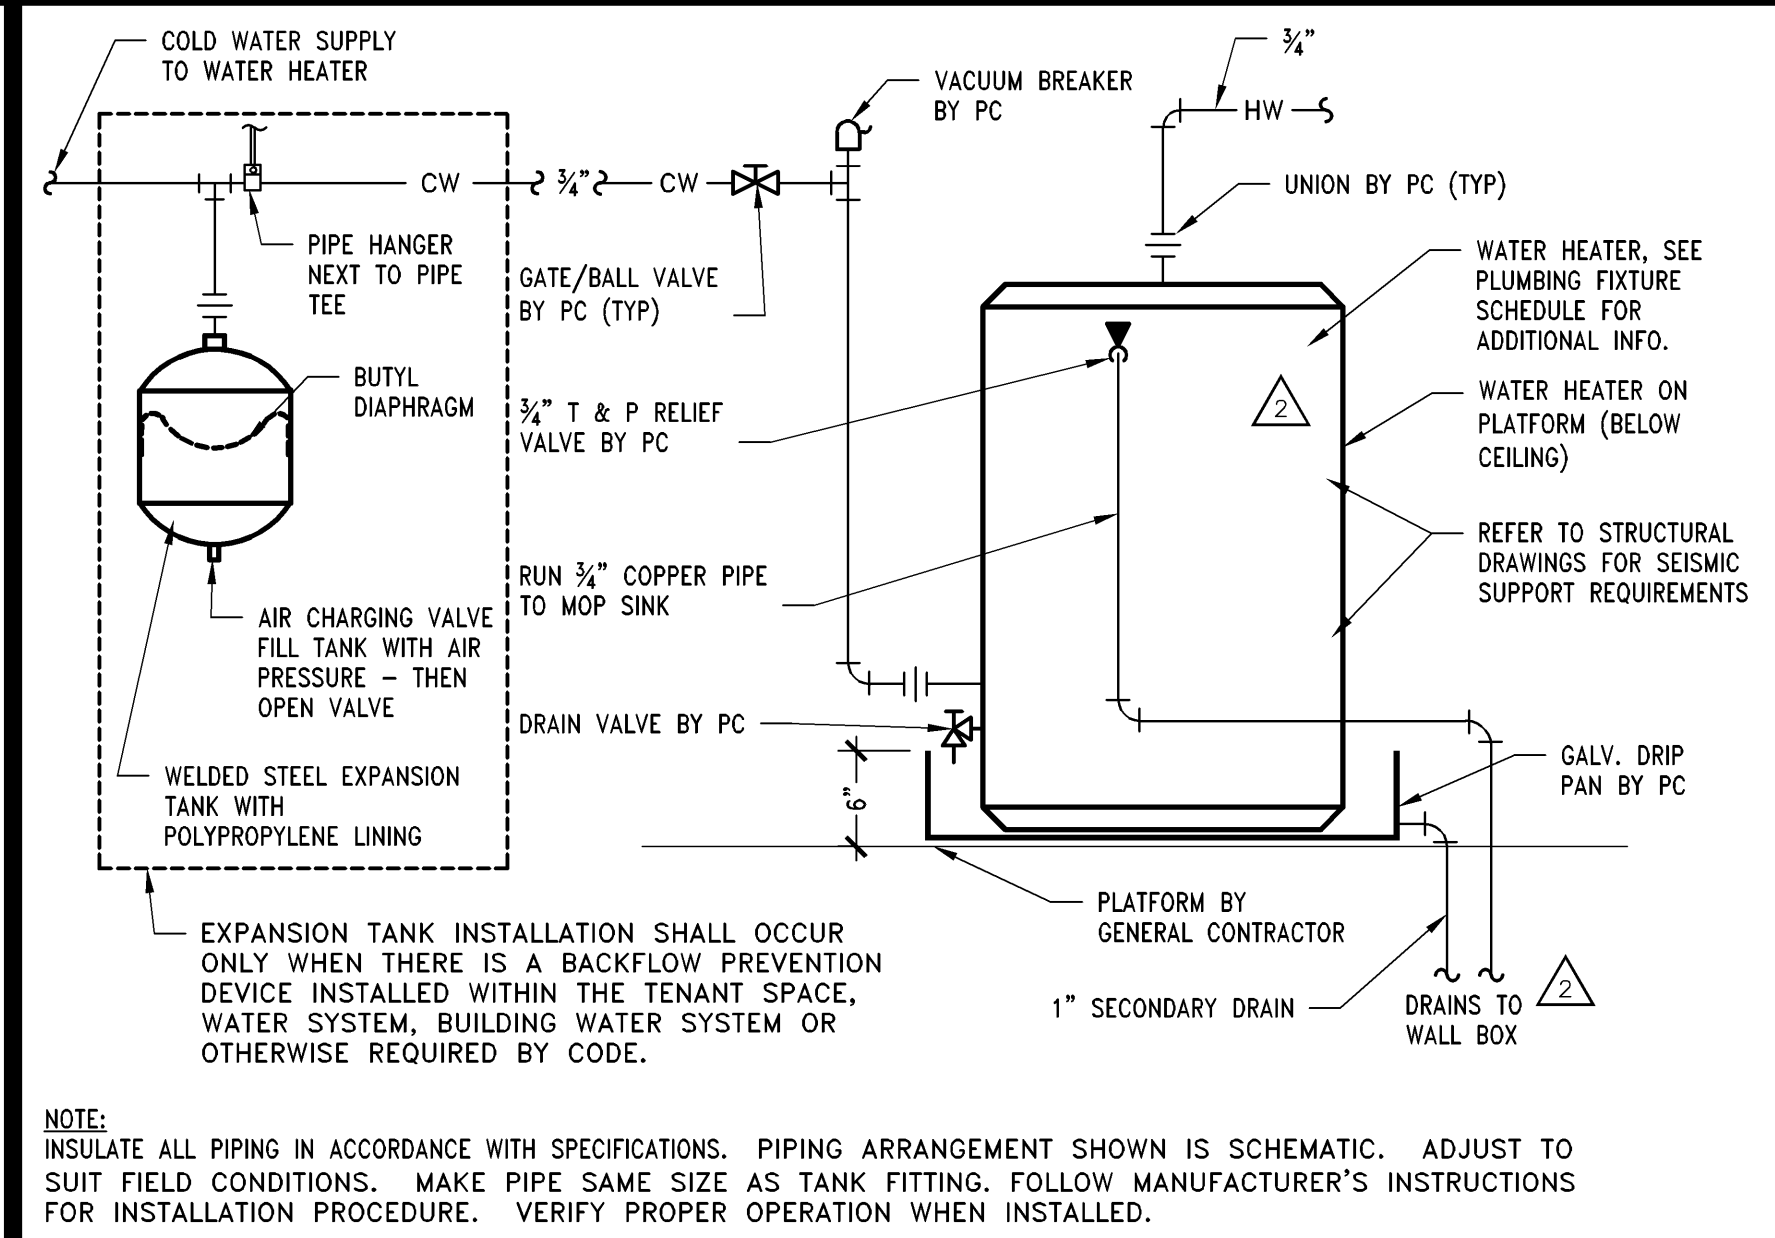 COLD WATER SUPPLY
TO WATER HEATER
VACUUM BREAKER
BY PC
¾"
HW
CW
¾"
CW
UNION BY PC (TYP)
PIPE HANGER
NEXT TO PIPE
TEE
GATE/BALL VALVE
BY PC (TYP)
WATER HEATER, SEE
PLUMBING FIXTURE
SCHEDULE FOR
ADDITIONAL INFO.
BUTYL
DIAPHRAGM
¾" T & P RELIEF
VALVE BY PC
2
WATER HEATER ON
PLATFORM (BELOW
CEILING)
REFER TO STRUCTURAL
DRAWINGS FOR SEISMIC
SUPPORT REQUIREMENTS
RUN ¾" COPPER PIPE
TO MOP SINK
AIR CHARGING VALVE
FILL TANK WITH AIR
PRESSURE – THEN
OPEN VALVE
DRAIN VALVE BY PC
WELDED STEEL EXPANSION
TANK WITH
POLYPROPYLENE LINING
6"
GALV. DRIP
PAN BY PC
PLATFORM BY
GENERAL CONTRACTOR
1" SECONDARY DRAIN
DRAINS TO
WALL BOX
2
EXPANSION TANK INSTALLATION SHALL OCCUR
ONLY WHEN THERE IS A BACKFLOW PREVENTION
DEVICE INSTALLED WITHIN THE TENANT SPACE,
WATER SYSTEM, BUILDING WATER SYSTEM OR
OTHERWISE REQUIRED BY CODE.
NOTE:
INSULATE ALL PIPING IN ACCORDANCE WITH SPECIFICATIONS. PIPING ARRANGEMENT SHOWN IS SCHEMATIC. ADJUST TO
SUIT FIELD CONDITIONS. MAKE PIPE SAME SIZE AS TANK FITTING. FOLLOW MANUFACTURER'S INSTRUCTIONS
FOR INSTALLATION PROCEDURE. VERIFY PROPER OPERATION WHEN INSTALLED.